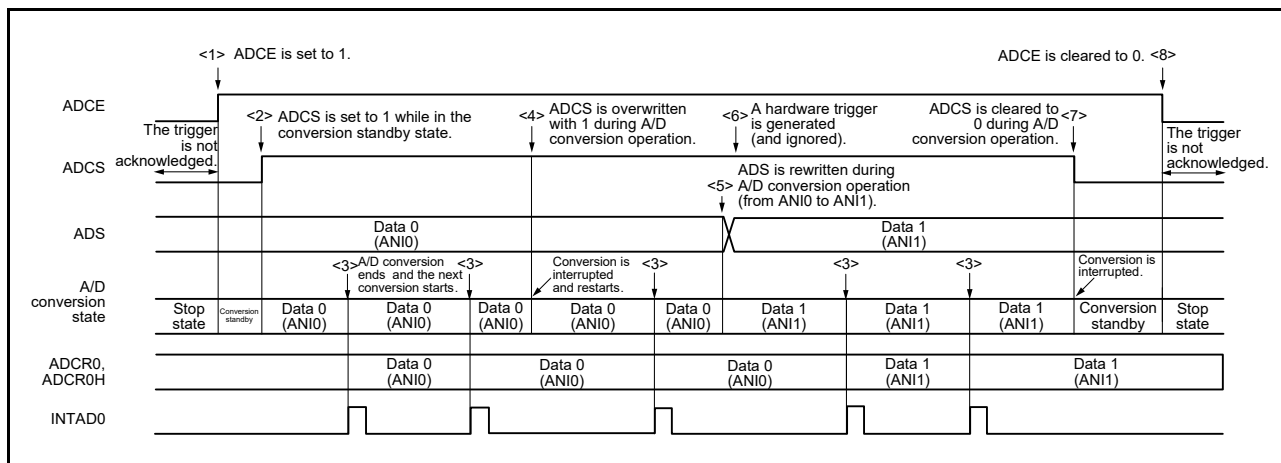 <1> ADCE is set to 1.
ADCE is cleared to 0. <8>
ADCE
<2> ADCS is set to 1 while in
the conversion standby state.
<4> ADCS is overwritten
with 1 during A/D
conversion operation.
<6> A hardware trigger
is generated
(and ignored).
ADCS is cleared to <7>
0 during A/D
conversion operation.
The trigger
is not
acknowledged.
The trigger
is not
acknowledged.
ADCS
<5> ADS is rewritten during
A/D conversion operation
(from ANI0 to ANI1).
ADS
Data 0
(ANI0)
Data 1
(ANI1)
<3> A/D conversion
ends and the next
conversion starts.
<3>
Conversion is
interrupted
and restarts.
<3>
<3>
<3>
Conversion is
interrupted.
A/D
conversion
state
Stop
state
Conversion
standby
Data 0
(ANI0)
Data 0
(ANI0)
Data 0
(ANI0)
Data 0
(ANI0)
Data 0
(ANI0)
Data 1
(ANI1)
Data 1
(ANI1)
Data 1
(ANI1)
Conversion
standby
Stop
state
ADCR0,
ADCR0H
Data 0
(ANI0)
Data 0
(ANI0)
Data 0
(ANI0)
Data 1
(ANI1)
Data 1
(ANI1)
INTAD0